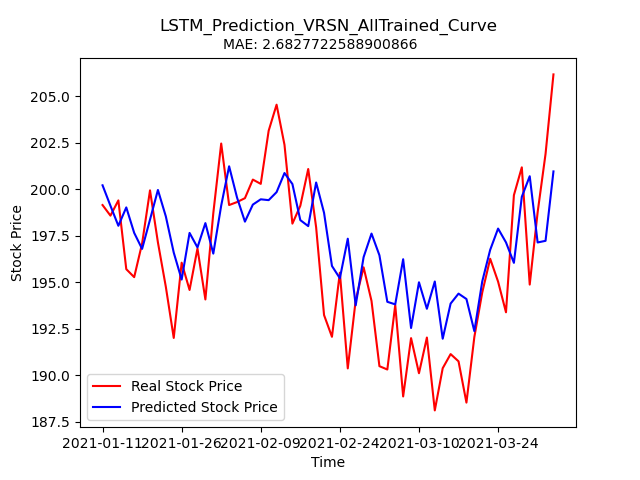 LSTM_Prediction_VRSN_AllTrained_Curve
MAE: 2.6827722588900866
Stock Price
205.0
202.5
200.0
197.5
195.0
192.5
190.0
187.5
Real Stock Price
Predicted Stock Price
2021-01-11 2021-01-26 2021-02-09 2021-02-24 2021-03-10 2021-03-24
Time